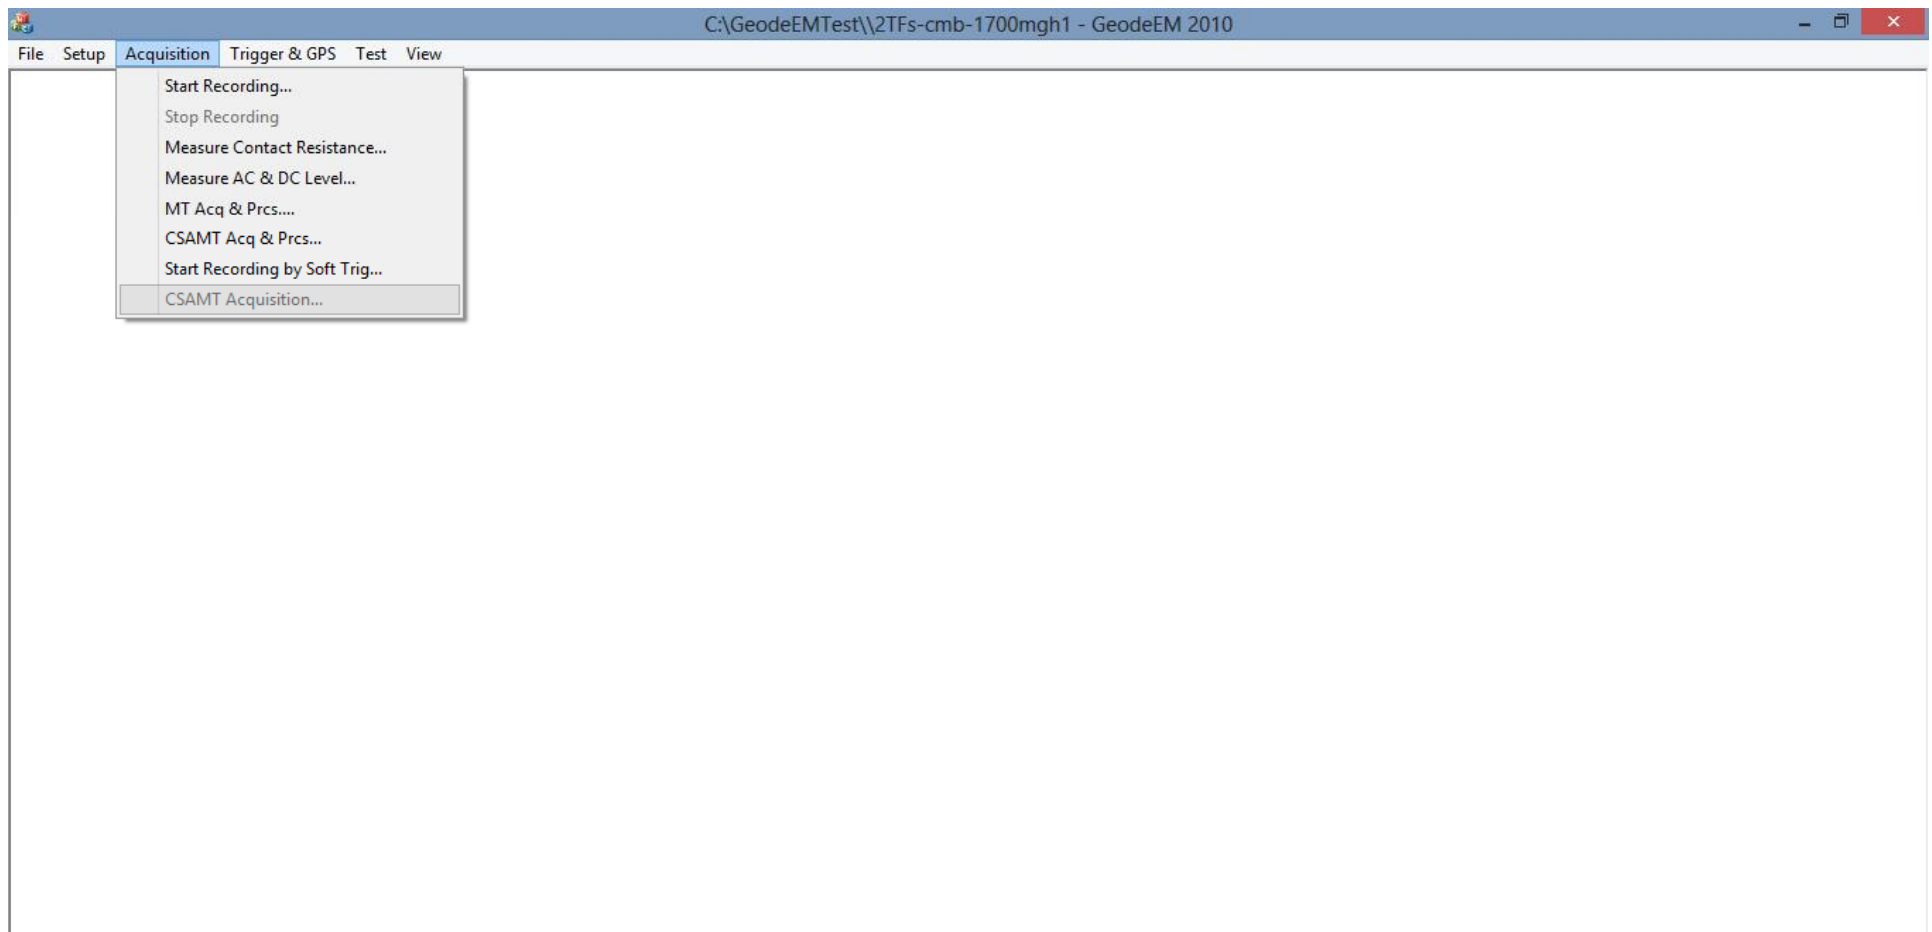 C:\GeodeEMTest\\2TFs-cmb-1700mgh1 - GeodeEM 2010
File Setup Acquisition Trigger & GPS Test View
Start Recording...
Stop Recording
Measure Contact Resistance...
Measure AC & DC Level...
MT Acq & Prcs....
CSAMT Acq & Prcs...
Start Recording by Soft Trig...
CSAMT Acquisition...